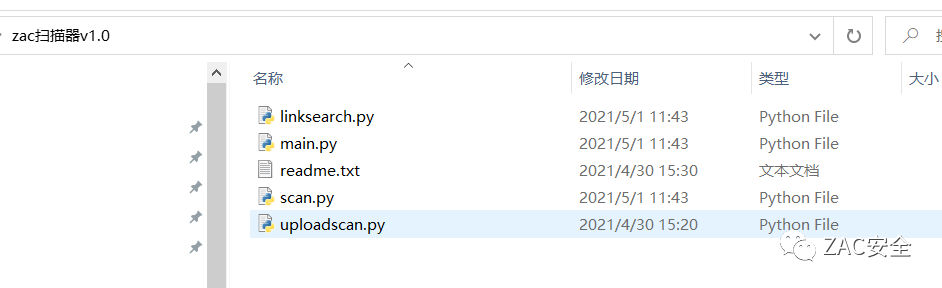 zac扫描器v1.0
名称 修改日期 类型 大小
linksearch.py 2021/5/1 11:43 Python File
main.py 2021/5/1 11:43 Python File
readme.txt 2021/4/30 15:30 文本文档
scan.py 2021/5/1 11:43 Python File
uploadscan.py 2021/4/30 15:20 Python File
ZAC安全